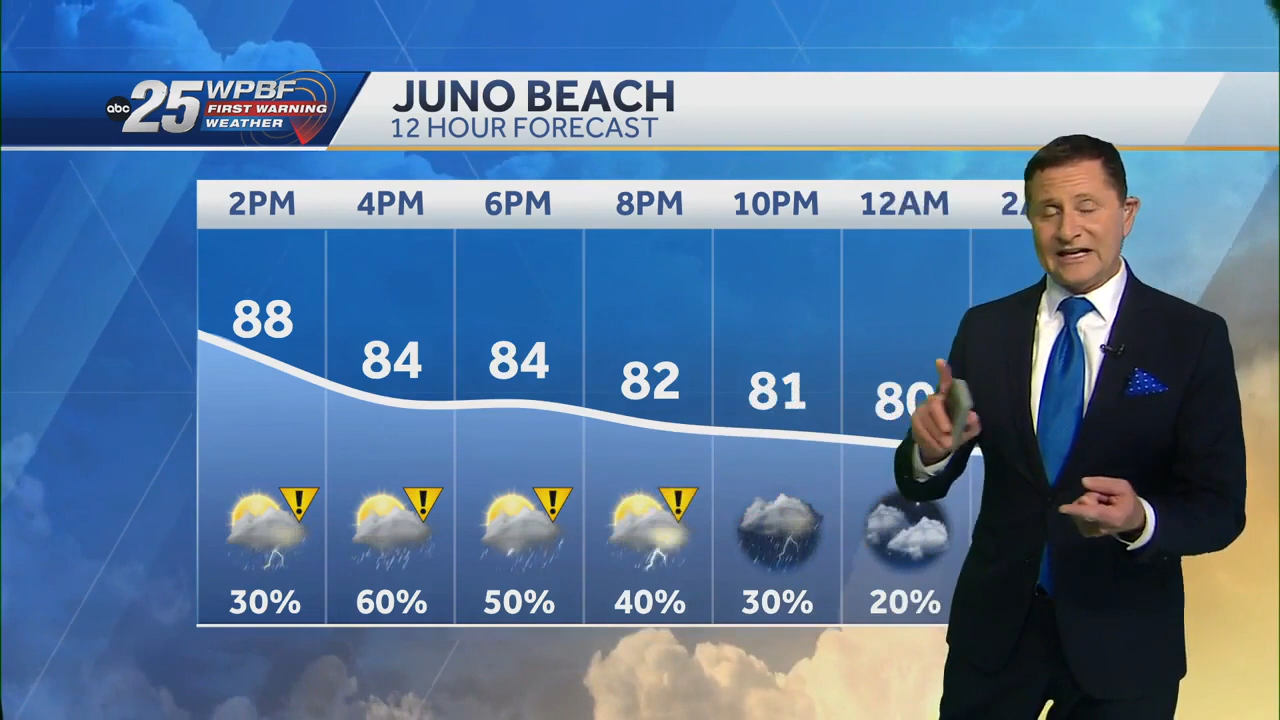 abc 25 WPBF
FIRST WARNING
WEATHER
JUNO BEACH
12 HOUR FORECAST
2PM 4PM 6PM 8PM 10PM 12AM
88 84 84 82 81 80
! ! ! !
30% 60% 50% 40% 30% 20%